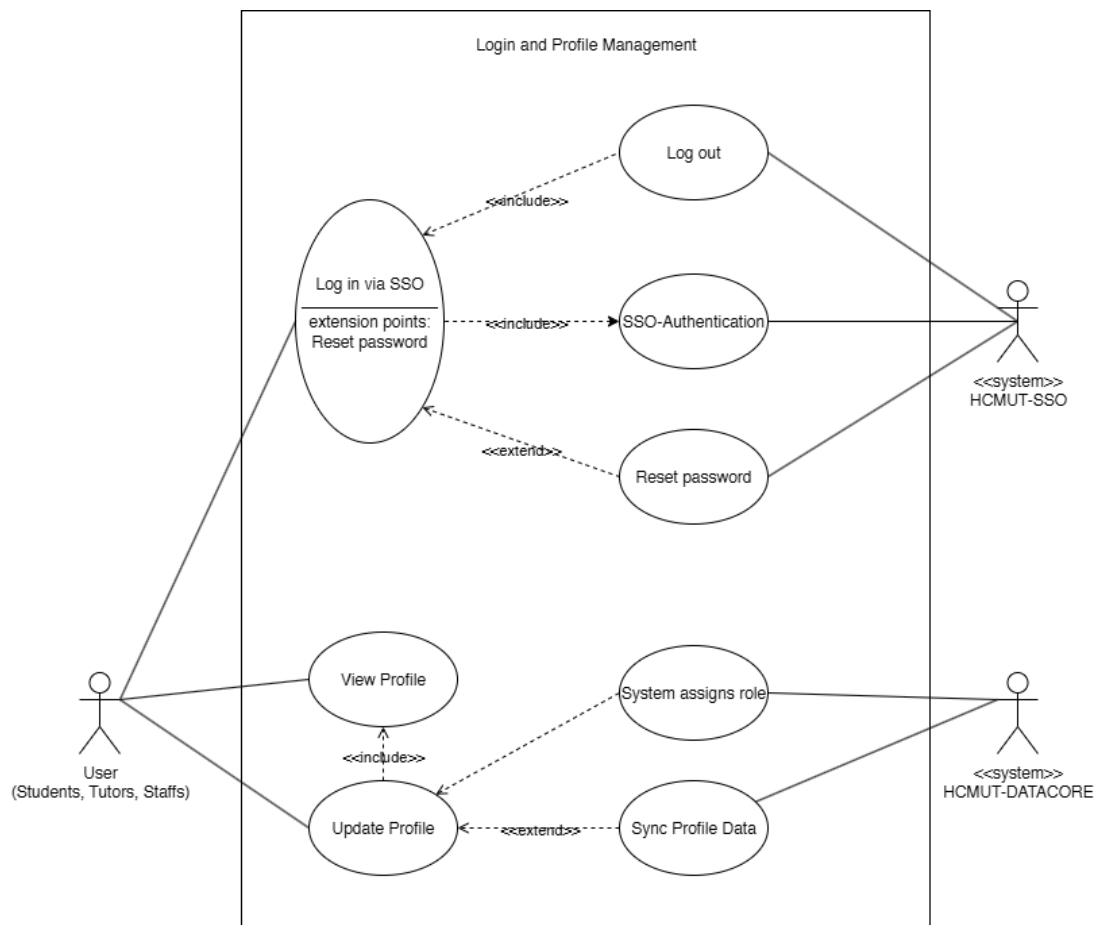 Login and Profile Management
Log out
<<include>>
Log in via SSO
extension points:
Reset password
<<include>>
SSO-Authentication
<<system>>
HCMUT-SSO
<<extend>>
Reset password
View Profile
System assigns role
<<include>>
User
(Students, Tutors, Staffs)
<<system>>
HCMUT-DATACORE
Update Profile
<<extend>>
Sync Profile Data